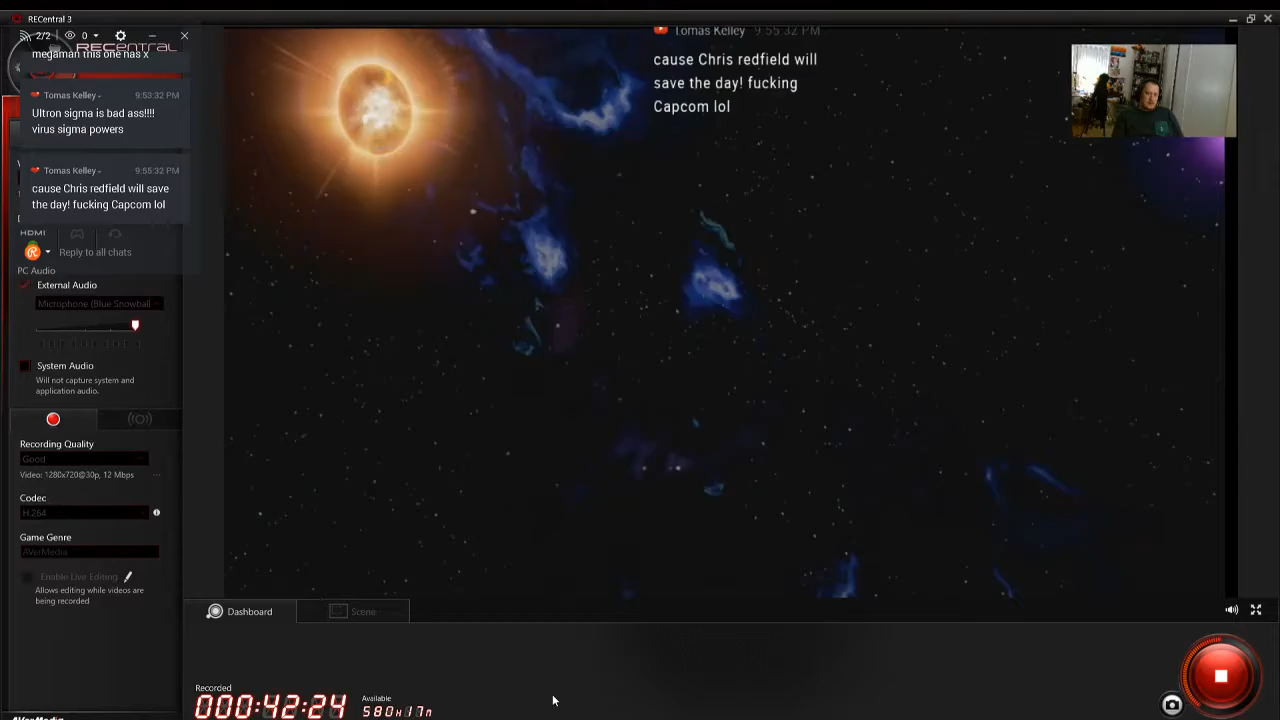 RECentral 3
2/2
0
RECENTRAL
megaman this one has x
Tomas Kelley
9:53:32 PM
Ultron sigma is bad ass!!!!
virus sigma powers
Tomas Kelley
9:55:32 PM
cause Chris redfield will save
the day! fucking Capcom lol
HDMI
Reply to all chats
PC Audio
External Audio
Microphone (Blue Snowball
System Audio
Will not capture system and
application audio.
Recording Quality
Good
Video: 1280x720@30p, 12 Mbps
...
Codec
H.264
Game Genre
AVerMedia
Enable Live Editing
Allows editing while videos are
being recorded
AVerMedia
Tomas Kelley 9:55:32 PM
cause Chris redfield will
save the day! fucking
Capcom lol
Dashboard
Scene
Recorded
000:42:24
Available
580H17n